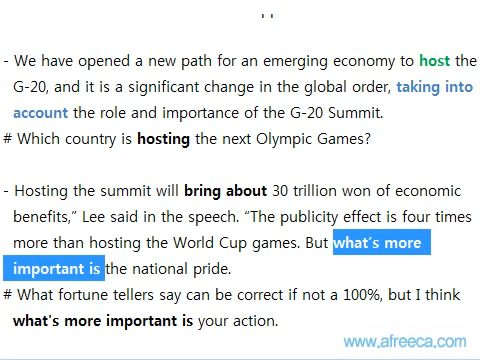 - We have opened a new path for an emerging economy to host the
G-20, and it is a significant change in the global order, taking into
account the role and importance of the G-20 Summit.
# Which country is hosting the next Olympic Games?
- Hosting the summit will bring about 30 trillion won of economic
benefits,” Lee said in the speech. “The publicity effect is four times
more than hosting the World Cup games. But what’s more
important is the national pride.
# What fortune tellers say can be correct if not a 100%, but I think
what's more important is your action.
www.afreeca.com